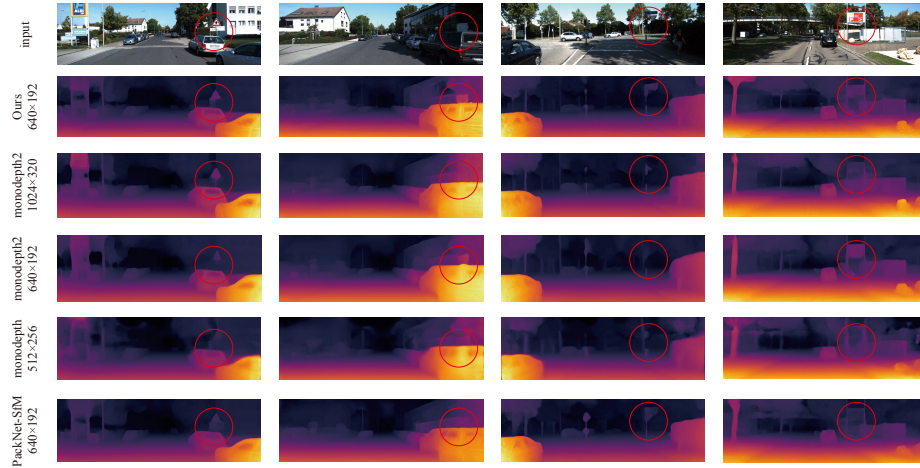 input
Ours
640×192
monodepth2
1024×320
monodepth2
640×192
monodepth
512×256
PackNet-SfM
640×192